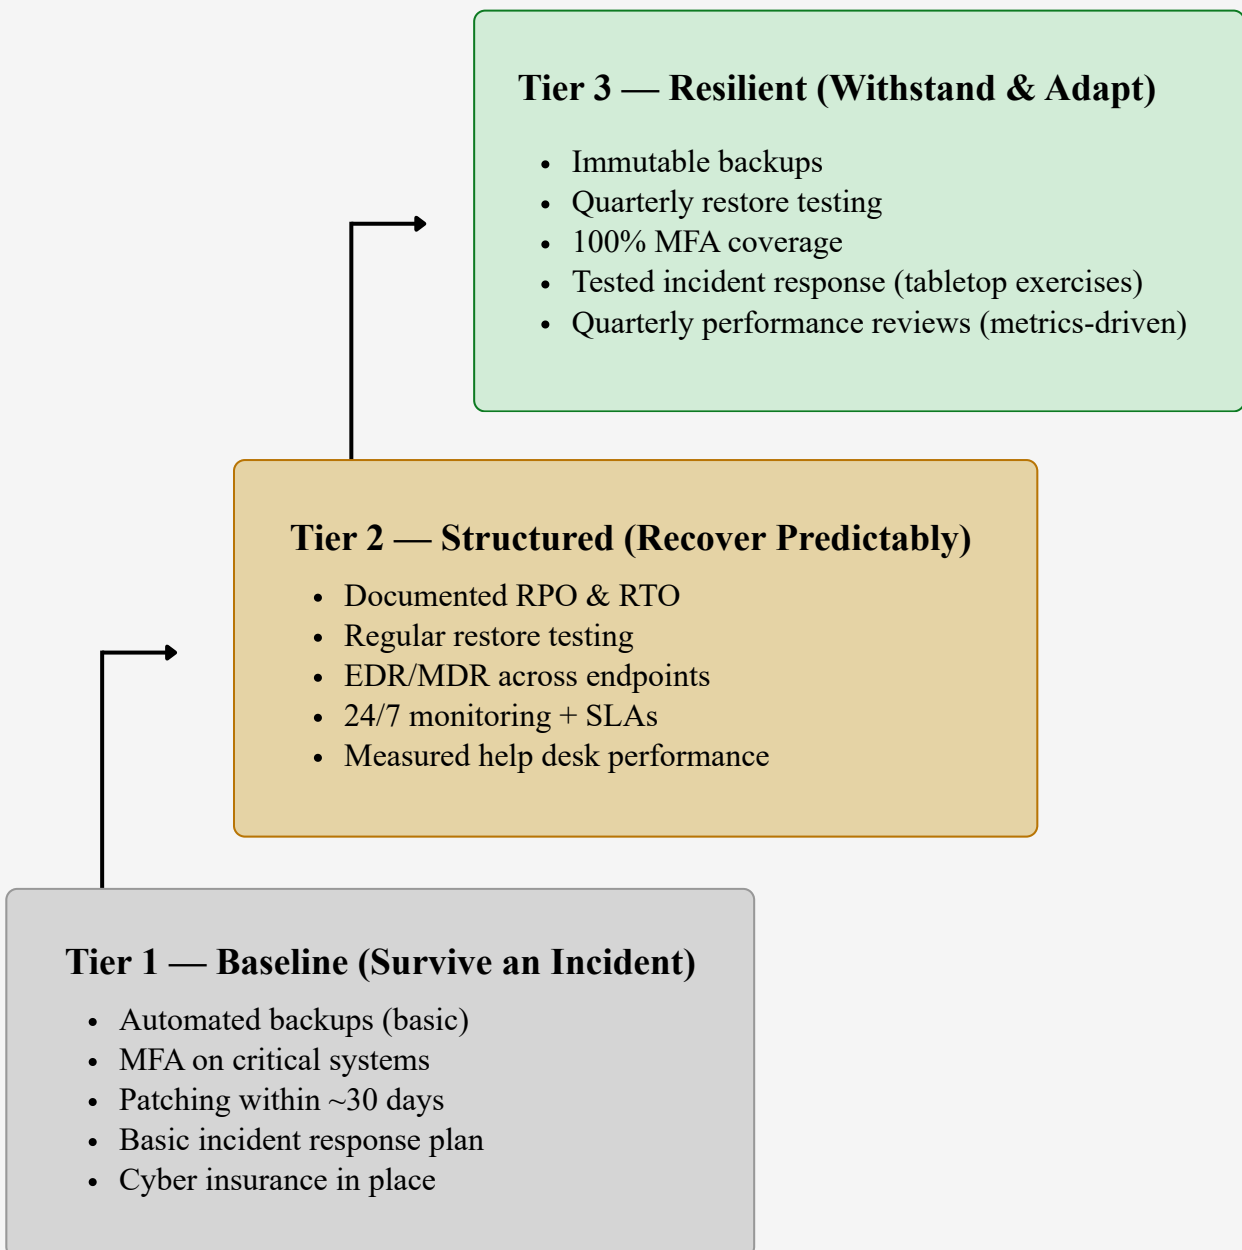 Tier 3 — Resilient (Withstand & Adapt)
• Immutable backups
• Quarterly restore testing
• 100% MFA coverage
• Tested incident response (tabletop exercises)
• Quarterly performance reviews (metrics-driven)
Tier 2 — Structured (Recover Predictably)
• Documented RPO & RTO
• Regular restore testing
• EDR/MDR across endpoints
• 24/7 monitoring + SLAs
• Measured help desk performance
Tier 1 — Baseline (Survive an Incident)
• Automated backups (basic)
• MFA on critical systems
• Patching within ~30 days
• Basic incident response plan
• Cyber insurance in place